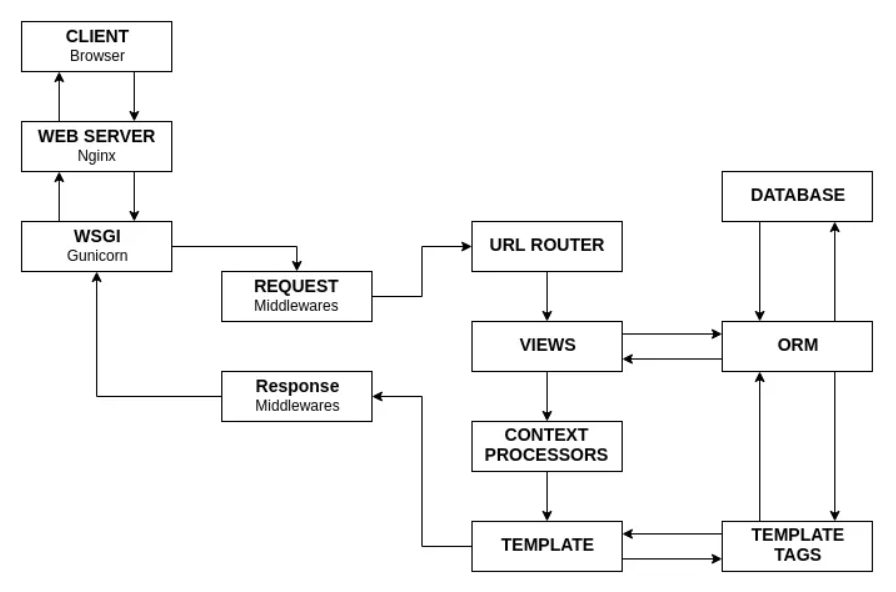 CLIENT
Browser
WEB SERVER
Nginx
WSGI
Gunicorn
REQUEST
Middlewares
Response
Middlewares
URL ROUTER
VIEWS
CONTEXT
PROCESSORS
TEMPLATE
DATABASE
ORM
TEMPLATE
TAGS